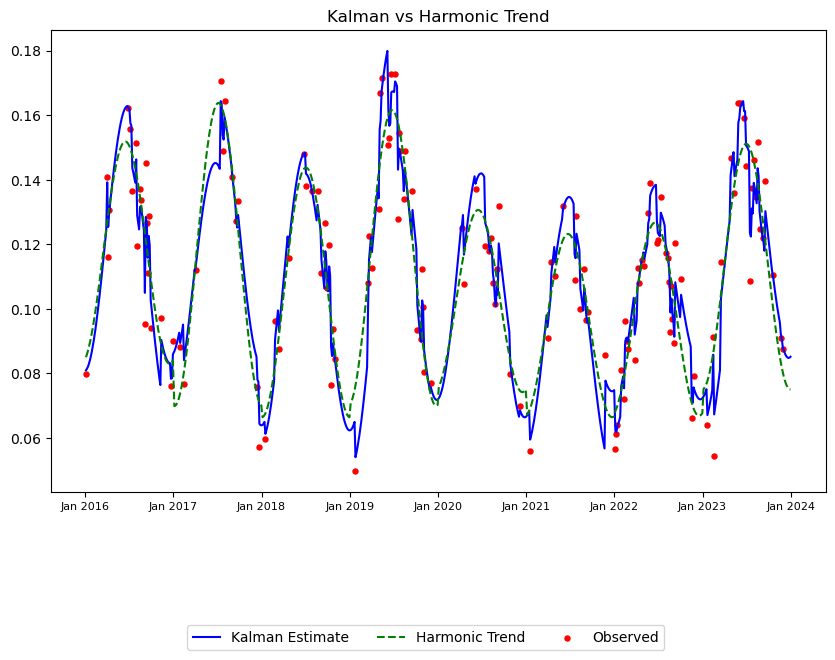 Kalman vs Harmonic Trend
0.18
0.16
0.14
0.12
0.10
0.08
0.06
Jan 2016 Jan 2017 Jan 2018 Jan 2019 Jan 2020 Jan 2021 Jan 2022 Jan 2023 Jan 2024
Kalman Estimate Harmonic Trend Observed